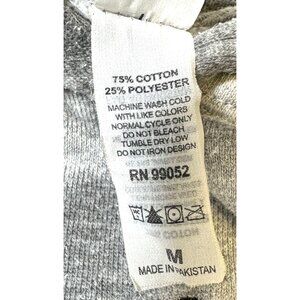 75% COTTON
25% POLYESTER
MACHINE WASH COLD
WITH LIKE COLORS
NORMAL CYCLE ONLY
DO NOT BLEACH
TUMBLE DRY LOW
DO NOT IRON DESIGN
RN 99052
M
MADE IN PAKISTAN